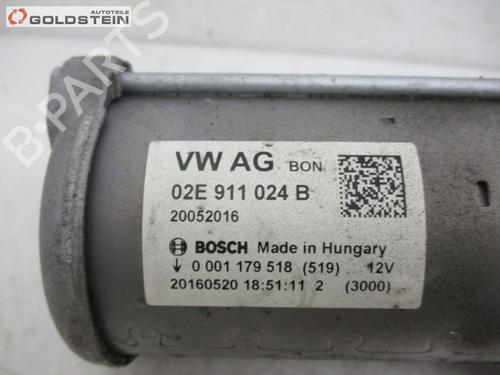 AUTOTEILE
GOLDSTEIN
B-PARTS
VW AG BON
02E 911 024 B
20052016
BOSCH Made in Hungary
↓ 0 001 179 518 (519) 12V
20160520 18:51:11 2 (3000)